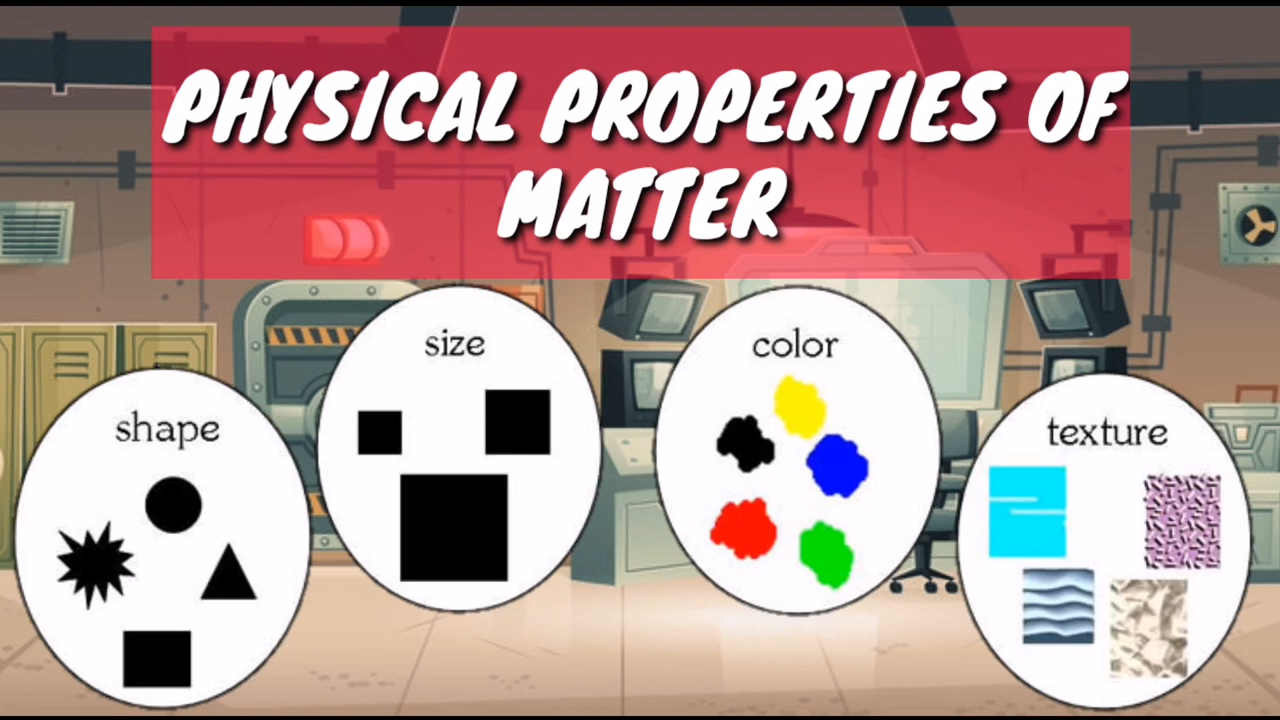 PHYSICAL PROPERTIES OF
MATTER
shape
size
color
texture